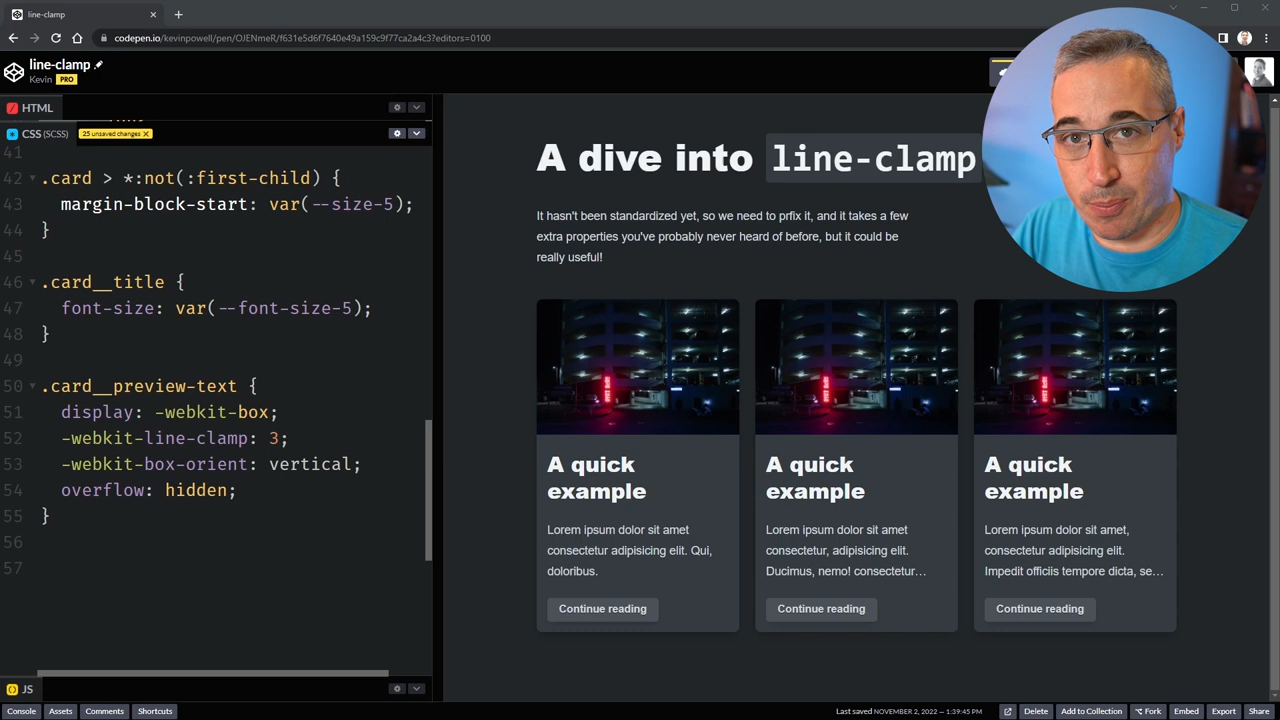 line-clamp
codepen.io/kevinpowell/pen/OJENmeR/f631e5d6f7640e49a159c9f77ca2a4c3?editors=0100
line-clamp
Kevin PRO
HTML
CSS (SCSS) 25 unsaved changes
41
42 .card > *:not(:first-child) {
43 margin-block-start: var(--size-5);
44 }
45
46 .card__title {
47 font-size: var(--font-size-5);
48 }
49
50 .card__preview-text {
51 display: -webkit-box;
52 -webkit-line-clamp: 3;
53 -webkit-box-orient: vertical;
54 overflow: hidden;
55 }
56
57
JS
A dive into line-clamp
It hasn't been standardized yet, so we need to prfix it, and it takes a few
extra properties you've probably never heard of before, but it could be
really useful!
A quick
example
Lorem ipsum dolor sit amet
consectetur adipisicing elit. Qui,
doloribus.
Continue reading
A quick
example
Lorem ipsum dolor sit amet
consectetur, adipisicing elit.
Ducimus, nemo! consectetur…
Continue reading
A quick
example
Lorem ipsum dolor sit amet,
consectetur adipisicing elit.
Impedit officiis tempore dicta, se…
Continue reading
Console Assets Comments Shortcuts
Last saved NOVEMBER 2, 2022 — 1:39:45 PM
Delete Add to Collection Fork Embed Export Share